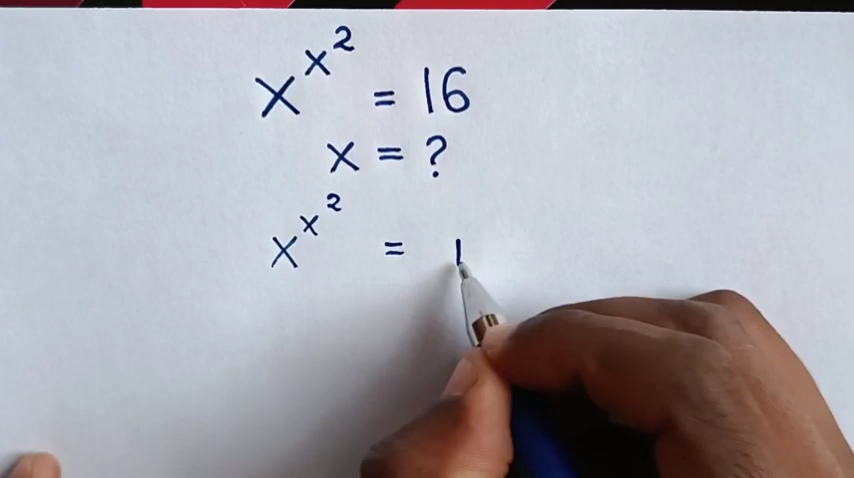 x^x^2 = 16
x = ?
x^x^2 = 1